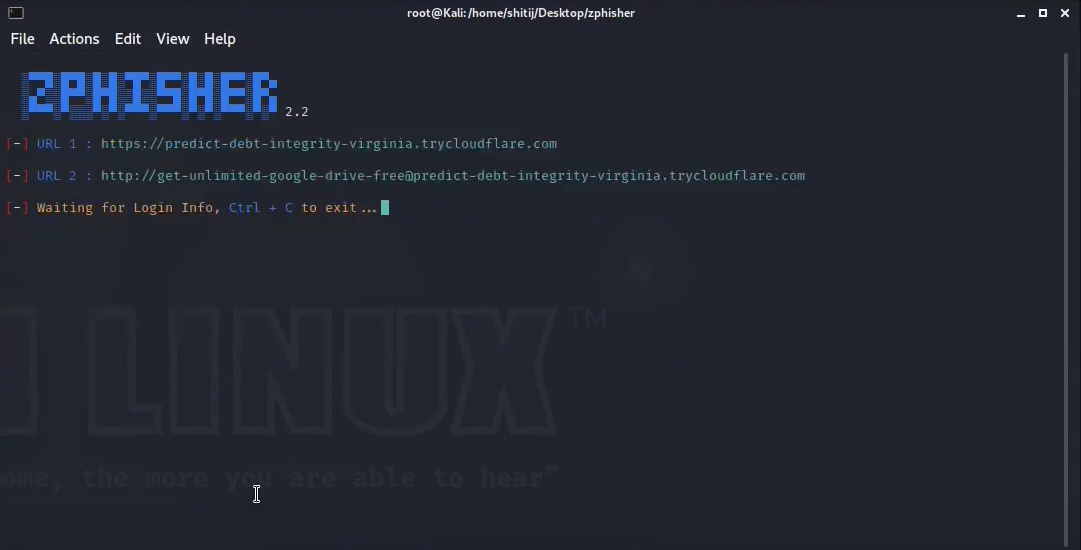 root@Kali:/home/shitij/Desktop/zphisher
File Actions Edit View Help
ZPHISHER 2.2
[-] URL 1 : https://predict-debt-integrity-virginia.trycloudflare.com
[-] URL 2 : http://get-unlimited-google-drive-free@predict-debt-integrity-virginia.trycloudflare.com
[-] Waiting for Login Info, Ctrl + C to exit...
I LINUX™
ome, the more you are able to hear”